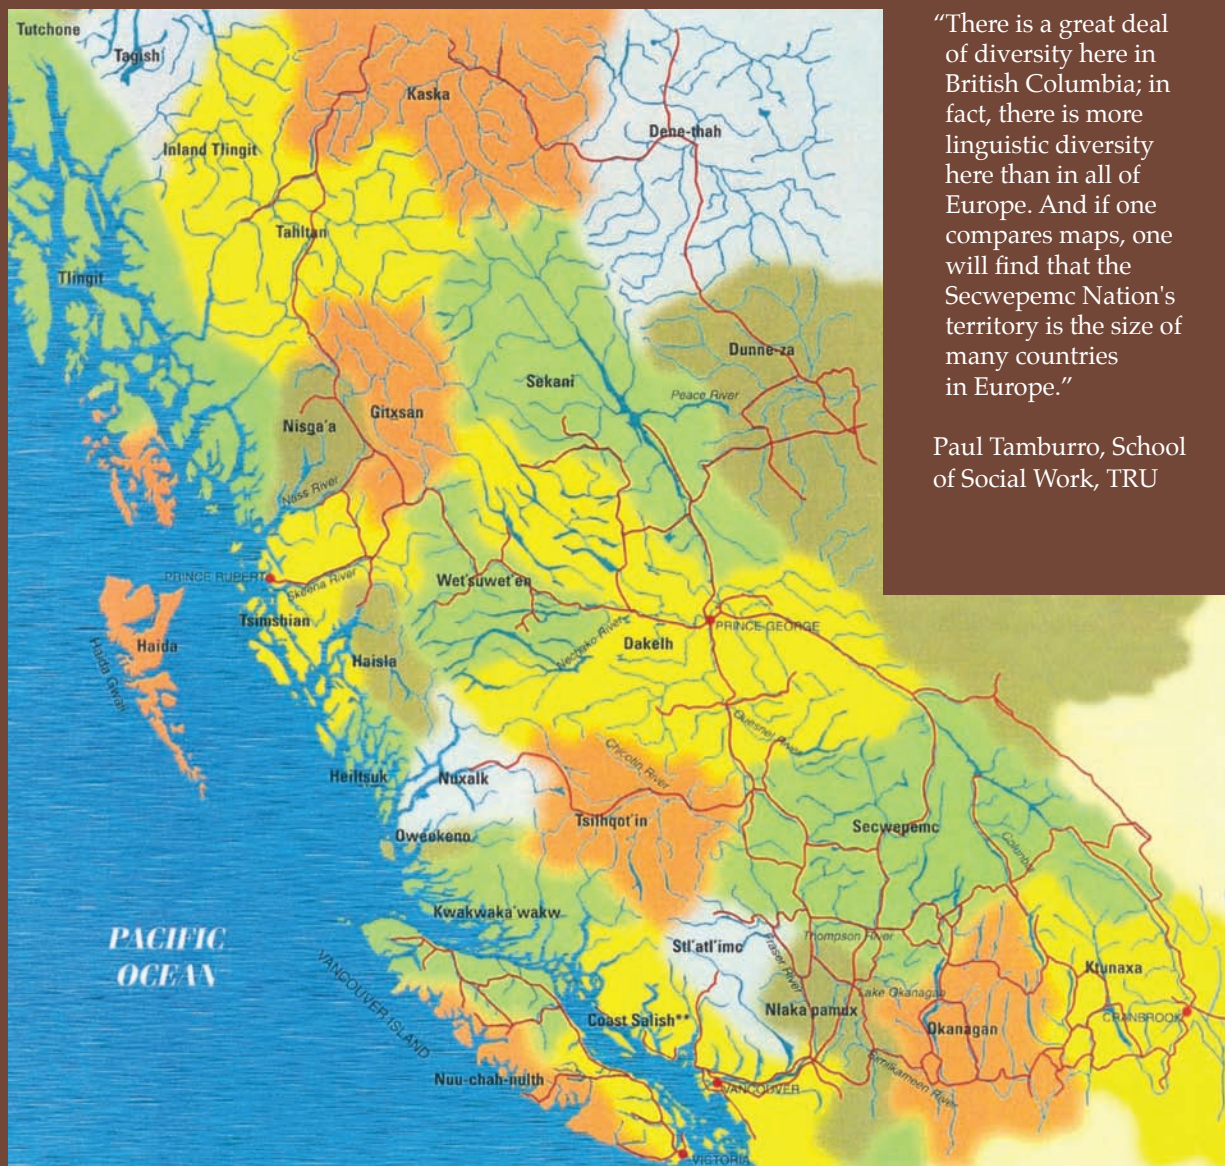 “There is a great deal
of diversity here in
British Columbia; in
fact, there is more
linguistic diversity
here than in all of
Europe. And if one
compares maps, one
will find that the
Secwepemc Nation's
territory is the size of
many countries
in Europe.”
Paul Tamburro, School
of Social Work, TRU
Tutchone
Tagish
Kaska
Dene-thah
Inland Tlingit
Tahltan
Tlingit
Dunne-za
Sekani
Peace River
Gitxsan
Nisga'a
Nass River
PRINCE RUPERT
Skeena River
Wet'suwet'en
Tsimshian
PRINCE GEORGE
Nechako River
Dakelh
Haida
Haida Gwaii
Haisla
Quesnel River
Chilcotin River
Heiltsuk
Nuxalk
Tsilhqot'in
Secwepemc
Oweekeno
Columbia
Kwakwaka'wakw
PACIFIC
OCEAN
Stl'atl'imc
Fraser River
Thompson River
Ktunaxa
VANCOUVER ISLAND
Lake Okanagan
Nlaka pamux
Coast Salish**
Okanagan
CRANBROOK
Similkameen River
Nuu-chah-nulth
VANCOUVER
VICTORIA